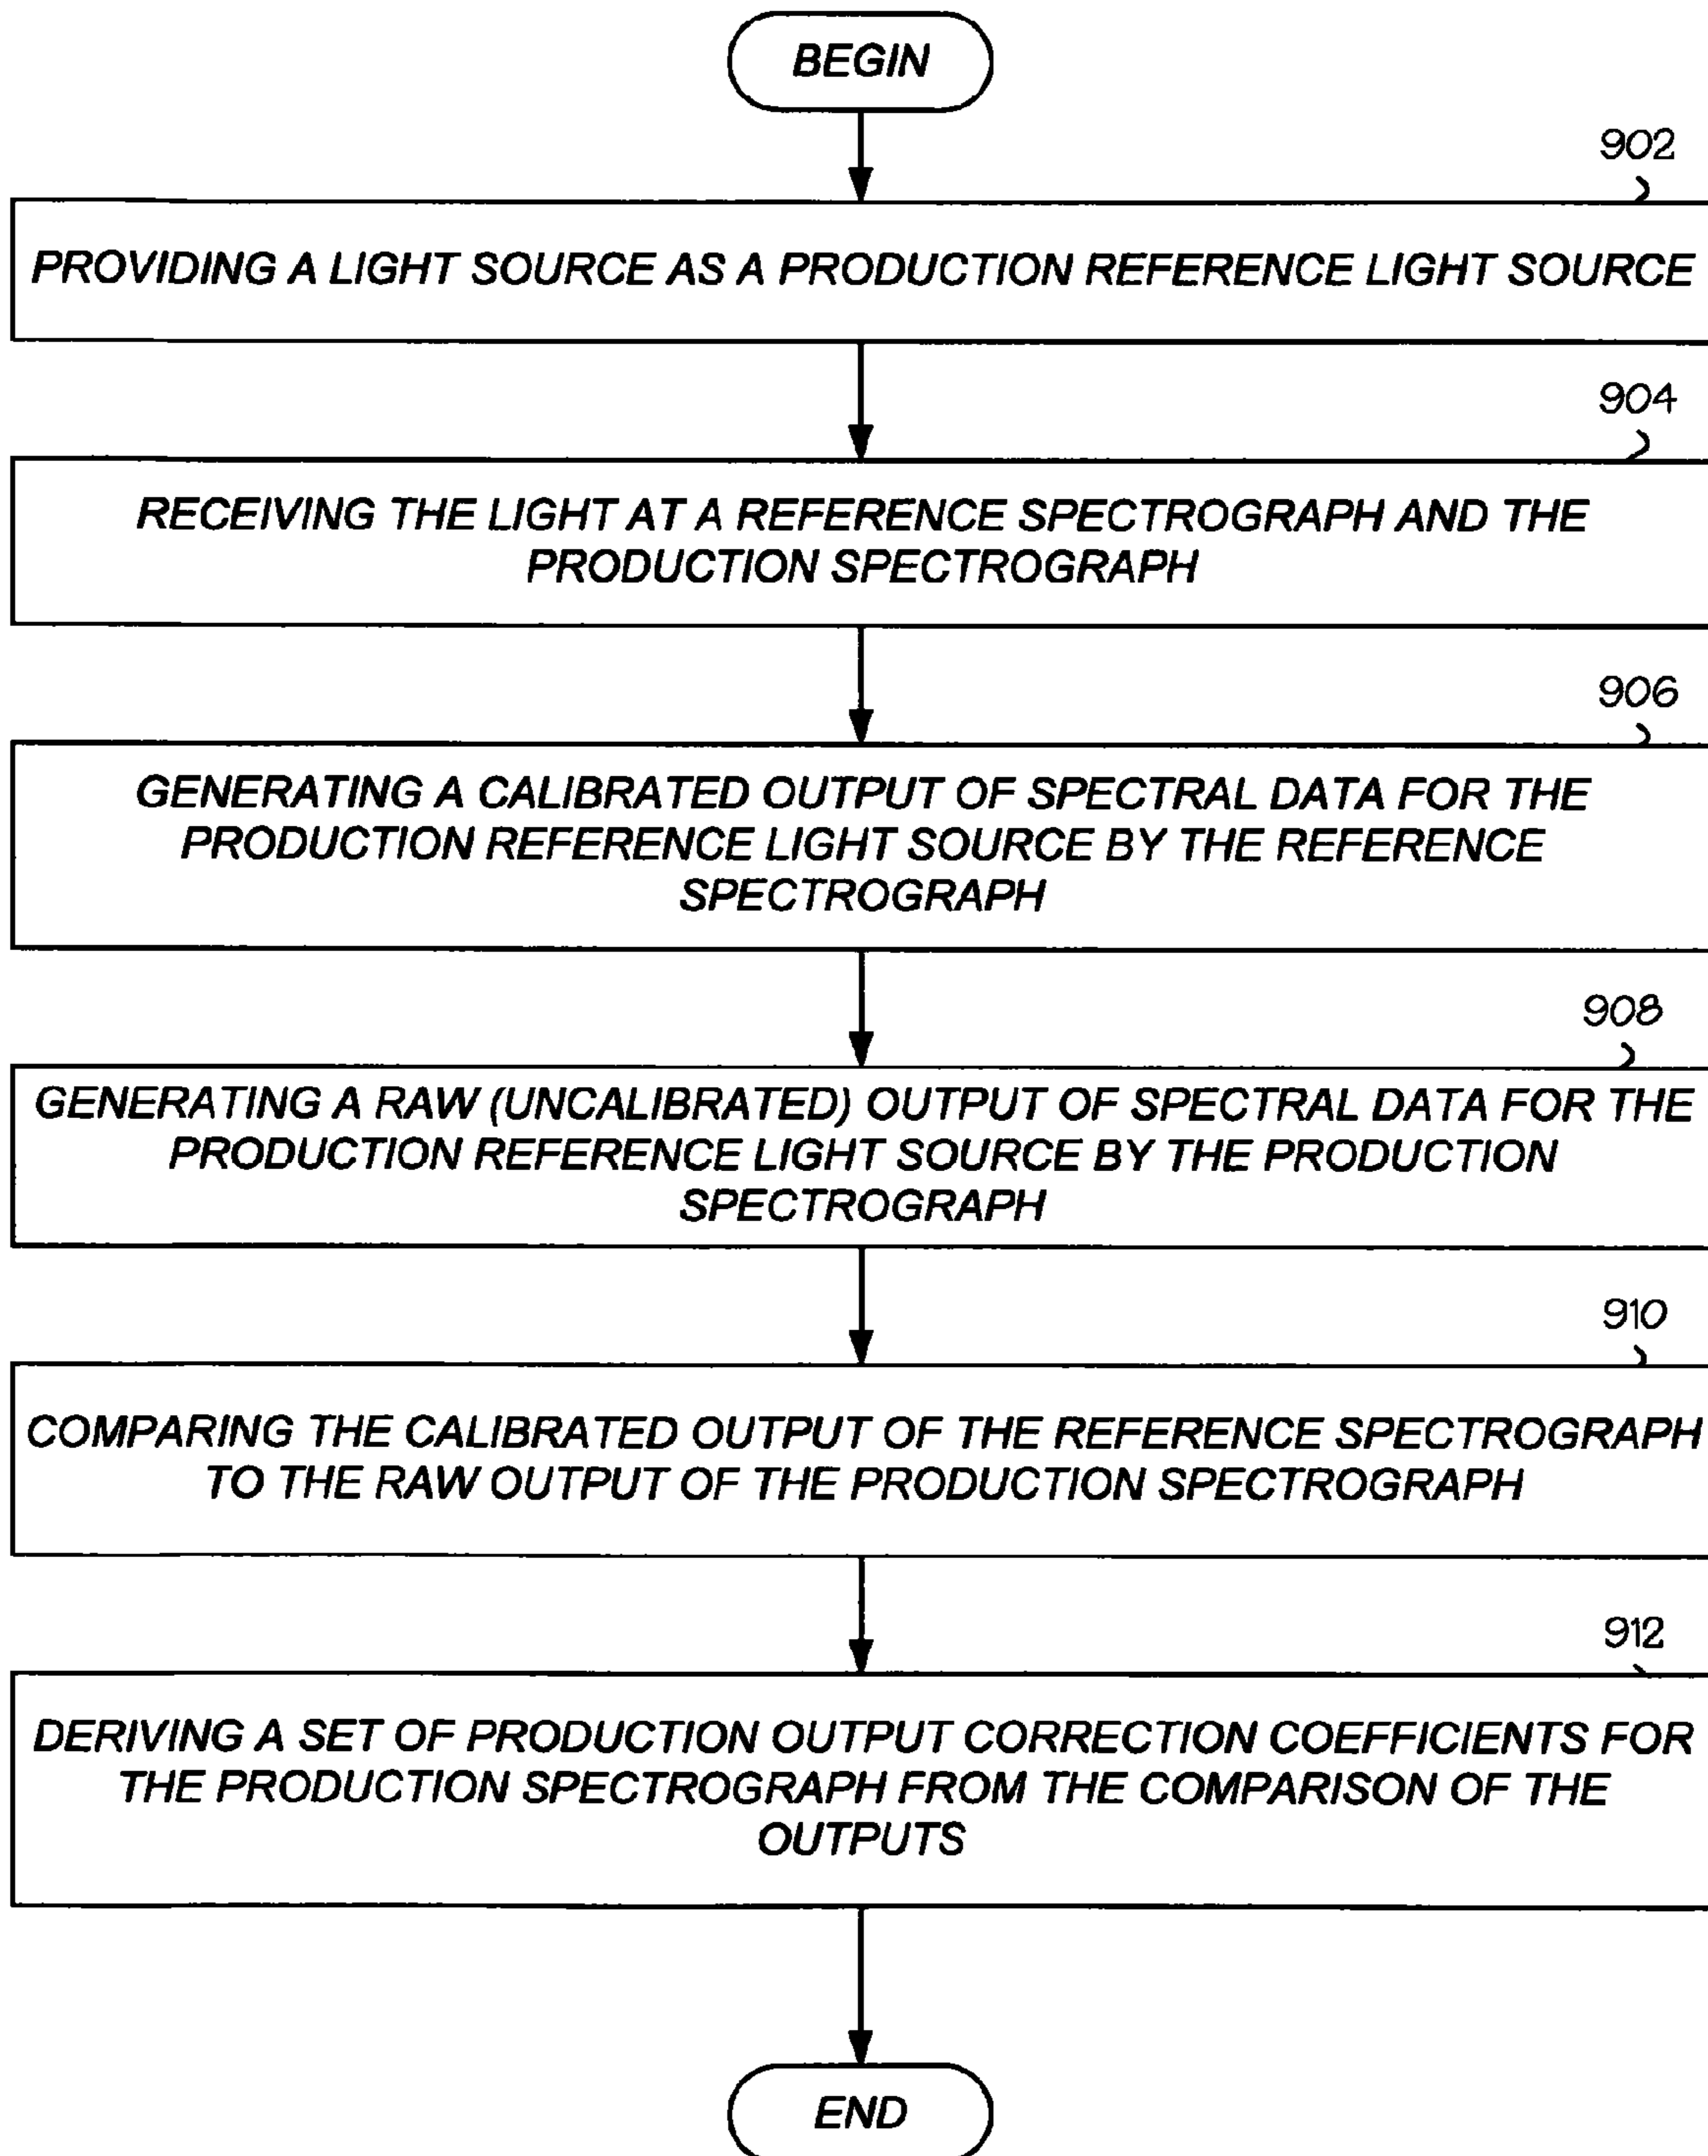 BEGIN
902
PROVIDING A LIGHT SOURCE AS A PRODUCTION REFERENCE LIGHT SOURCE
904
RECEIVING THE LIGHT AT A REFERENCE SPECTROGRAPH AND THE
PRODUCTION SPECTROGRAPH
906
GENERATING A CALIBRATED OUTPUT OF SPECTRAL DATA FOR THE
PRODUCTION REFERENCE LIGHT SOURCE BY THE REFERENCE
SPECTROGRAPH
908
GENERATING A RAW (UNCALIBRATED) OUTPUT OF SPECTRAL DATA FOR THE
PRODUCTION REFERENCE LIGHT SOURCE BY THE PRODUCTION
SPECTROGRAPH
910
COMPARING THE CALIBRATED OUTPUT OF THE REFERENCE SPECTROGRAPH
TO THE RAW OUTPUT OF THE PRODUCTION SPECTROGRAPH
912
DERIVING A SET OF PRODUCTION OUTPUT CORRECTION COEFFICIENTS FOR
THE PRODUCTION SPECTROGRAPH FROM THE COMPARISON OF THE
OUTPUTS
END